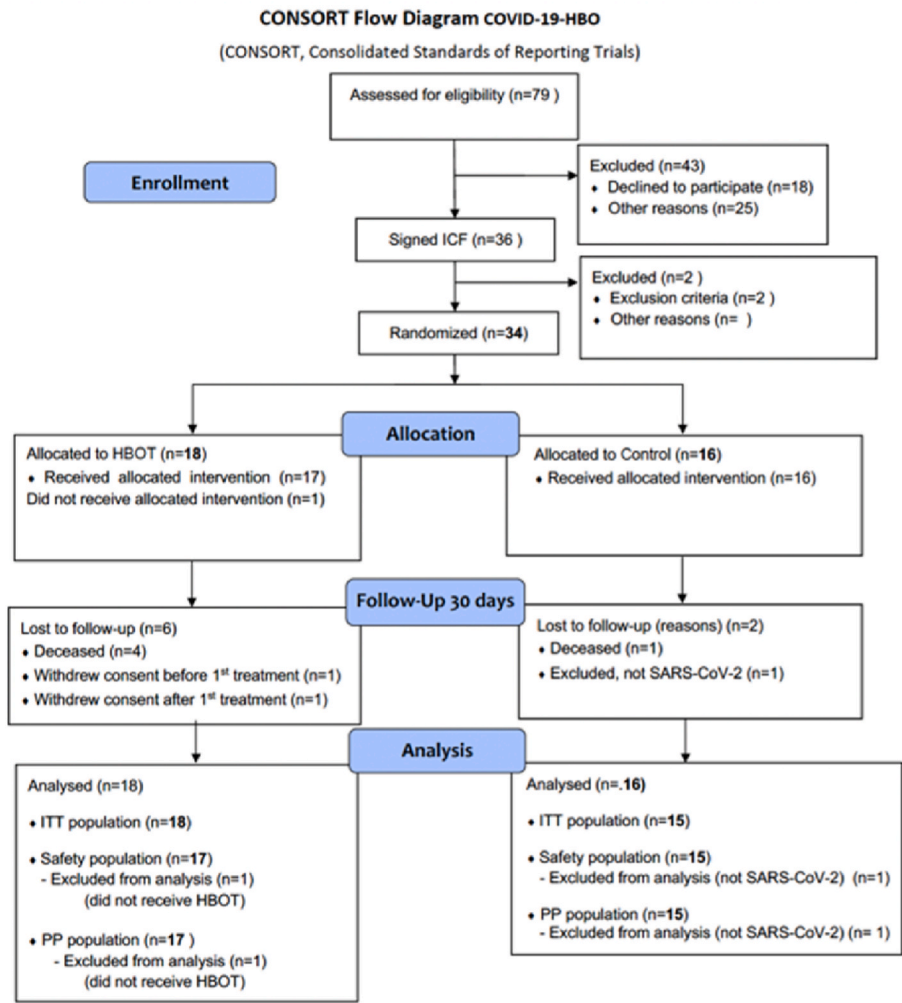 CONSORT Flow Diagram COVID-19-HBO
(CONSORT, Consolidated Standards of Reporting Trials)
Assessed for eligibility (n=79 )
Enrollment
Excluded (n=43)
♦ Declined to participate (n=18)
♦ Other reasons (n=25)
Signed ICF (n=36 )
Excluded (n=2 )
♦ Exclusion criteria (n=2 )
♦ Other reasons (n= )
Randomized (n=34)
Allocation
Allocated to HBOT (n=18)
♦ Received allocated intervention (n=17)
Did not receive allocated intervention (n=1)
Allocated to Control (n=16)
♦ Received allocated intervention (n=16)
Follow-Up 30 days
Lost to follow-up (n=6)
♦ Deceased (n=4)
♦ Withdrew consent before 1st treatment (n=1)
♦ Withdrew consent after 1st treatment (n=1)
Lost to follow-up (reasons) (n=2)
♦ Deceased (n=1)
♦ Excluded, not SARS-CoV-2 (n=1)
Analysis
Analysed (n=18)
♦ ITT population (n=18)
♦ Safety population (n=17)
- Excluded from analysis (n=1)
(did not receive HBOT)
♦ PP population (n=17 )
- Excluded from analysis (n=1)
(did not receive HBOT)
Analysed (n=.16)
♦ ITT population (n=15)
♦ Safety population (n=15)
- Excluded from analysis (not SARS-CoV-2) (n=1)
♦ PP population (n=15)
- Excluded from analysis (not SARS-CoV-2) (n= 1)